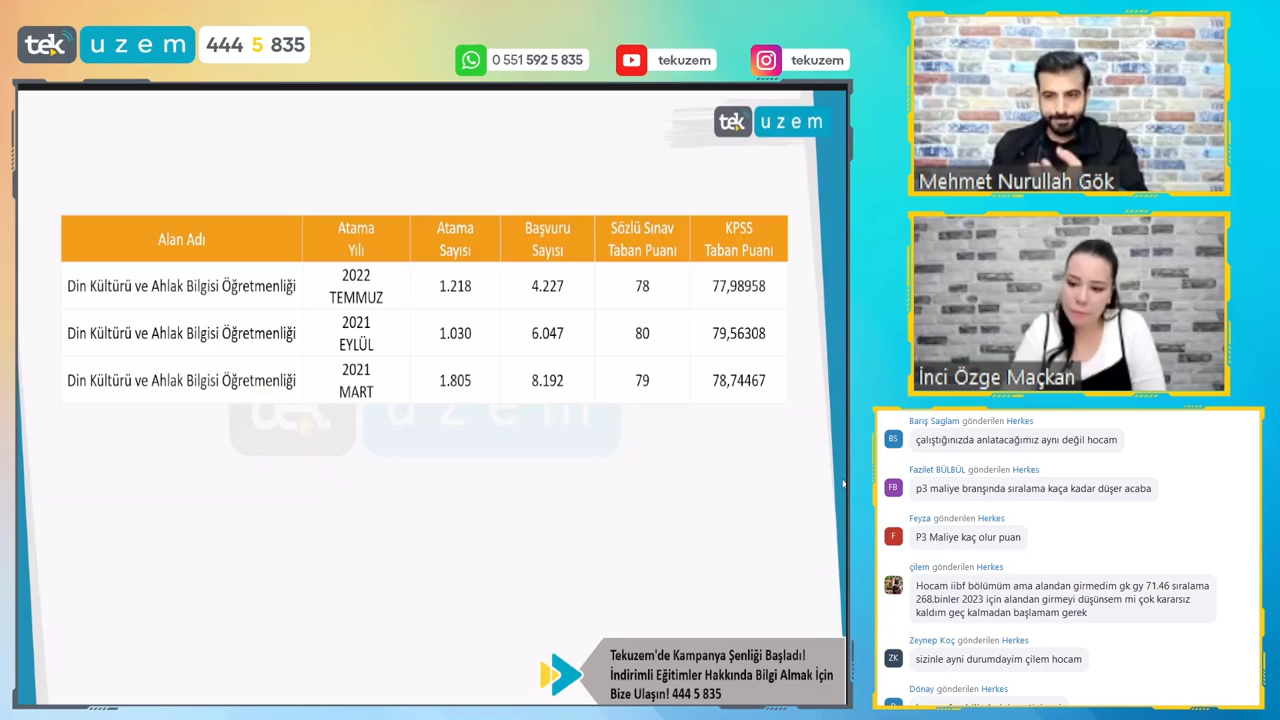 tek
uzem
444 5 835
0 551 592 5 835
tekuzem
tekuzem
tek uzem
Alan Adı
Atama Yılı
Atama Sayısı
Başvuru Sayısı
Sözlü Sınav Taban Puanı
KPSS Taban Puanı
Din Kültürü ve Ahlak Bilgisi Öğretmenliği 2022 TEMMUZ 1.218 4.227 78 77,98958
Din Kültürü ve Ahlak Bilgisi Öğretmenliği 2021 EYLÜL 1.030 6.047 80 79,56308
Din Kültürü ve Ahlak Bilgisi Öğretmenliği 2021 MART 1.805 8.192 79 78,74467
tek uzem
Tekuzem'de Kampanya Şenliği Başladı!
İndirimli Eğitimler Hakkında Bilgi Almak İçin
Bize Ulaşın! 444 5 835
Mehmet Nurullah Gök
İnci Özge Maçkan
Barış Saglam gönderilen Herkes
BS
çalıştığınızda anlatacağımız aynı değil hocam
Fazilet BÜLBÜL gönderilen Herkes
FB
p3 maliye branşında sıralama kaça kadar düşer acaba
Feyza gönderilen Herkes
F
P3 Maliye kaç olur puan
çilem gönderilen Herkes
Hocam iibf bölümüm ama alandan girmedim gk gy 71.46 sıralama
268.binler 2023 için alandan girmeyi düşünsem mi çok kararsız
kaldım geç kalmadan başlamam gerek
Zeynep Koç gönderilen Herkes
ZK
sizinle ayni durumdayim çilem hocam
Dönay gönderilen Herkes